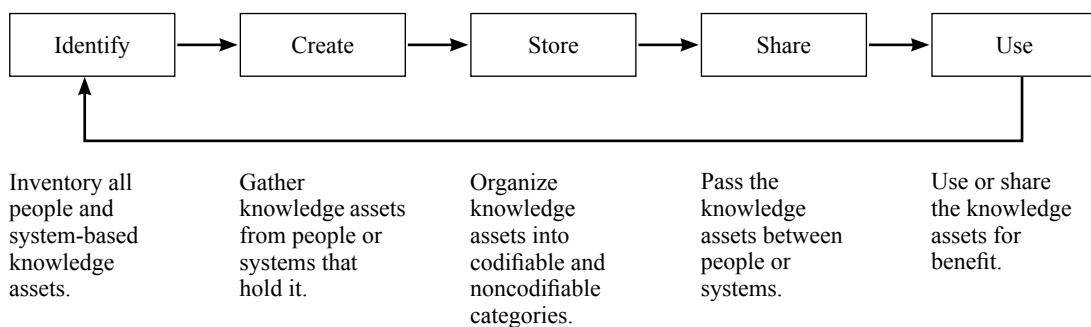 Identify
Create
Store
Share
Use
Inventory all
people and
system-based
knowledge
assets.
Gather
knowledge assets
from people or
systems that
hold it.
Organize
knowledge
assets into
codifiable and
noncodifiable
categories.
Pass the
knowledge
assets between
people or
systems.
Use or share
the knowledge
assets for
benefit.